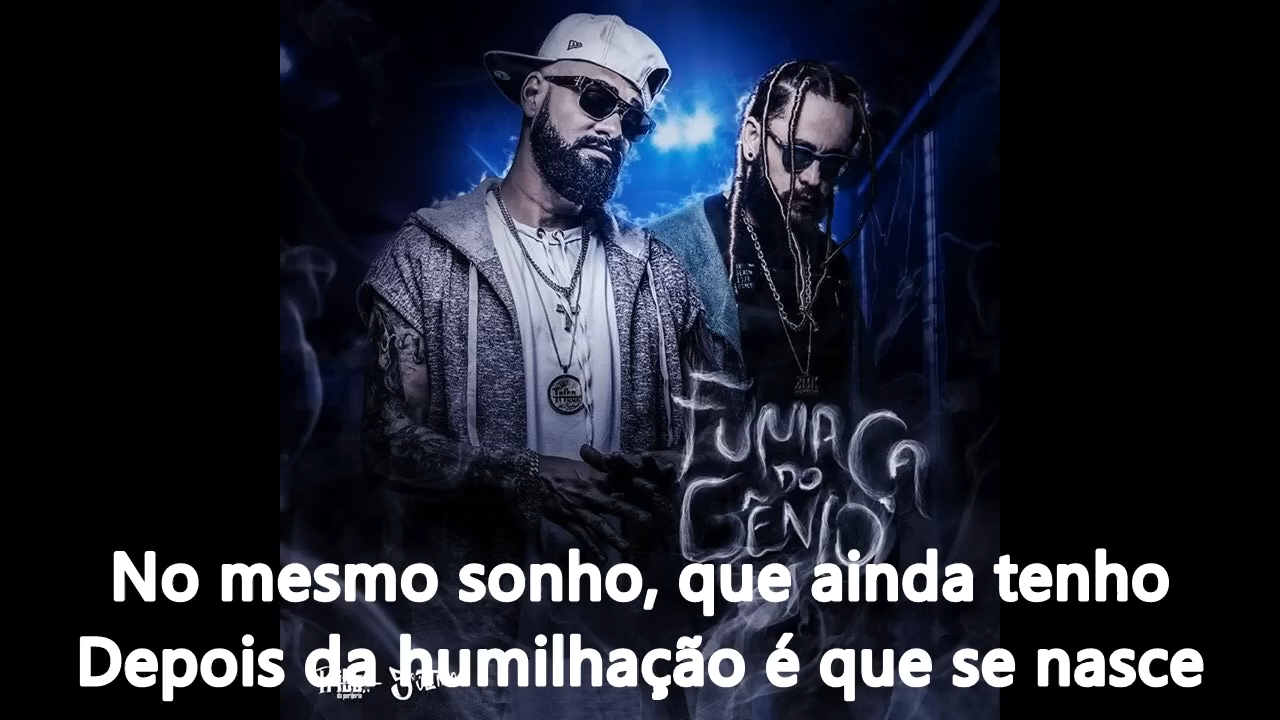 FUMAÇA
DO
GÊNIO
No mesmo sonho, que ainda tenho
Depois da humilhação é que se nasce